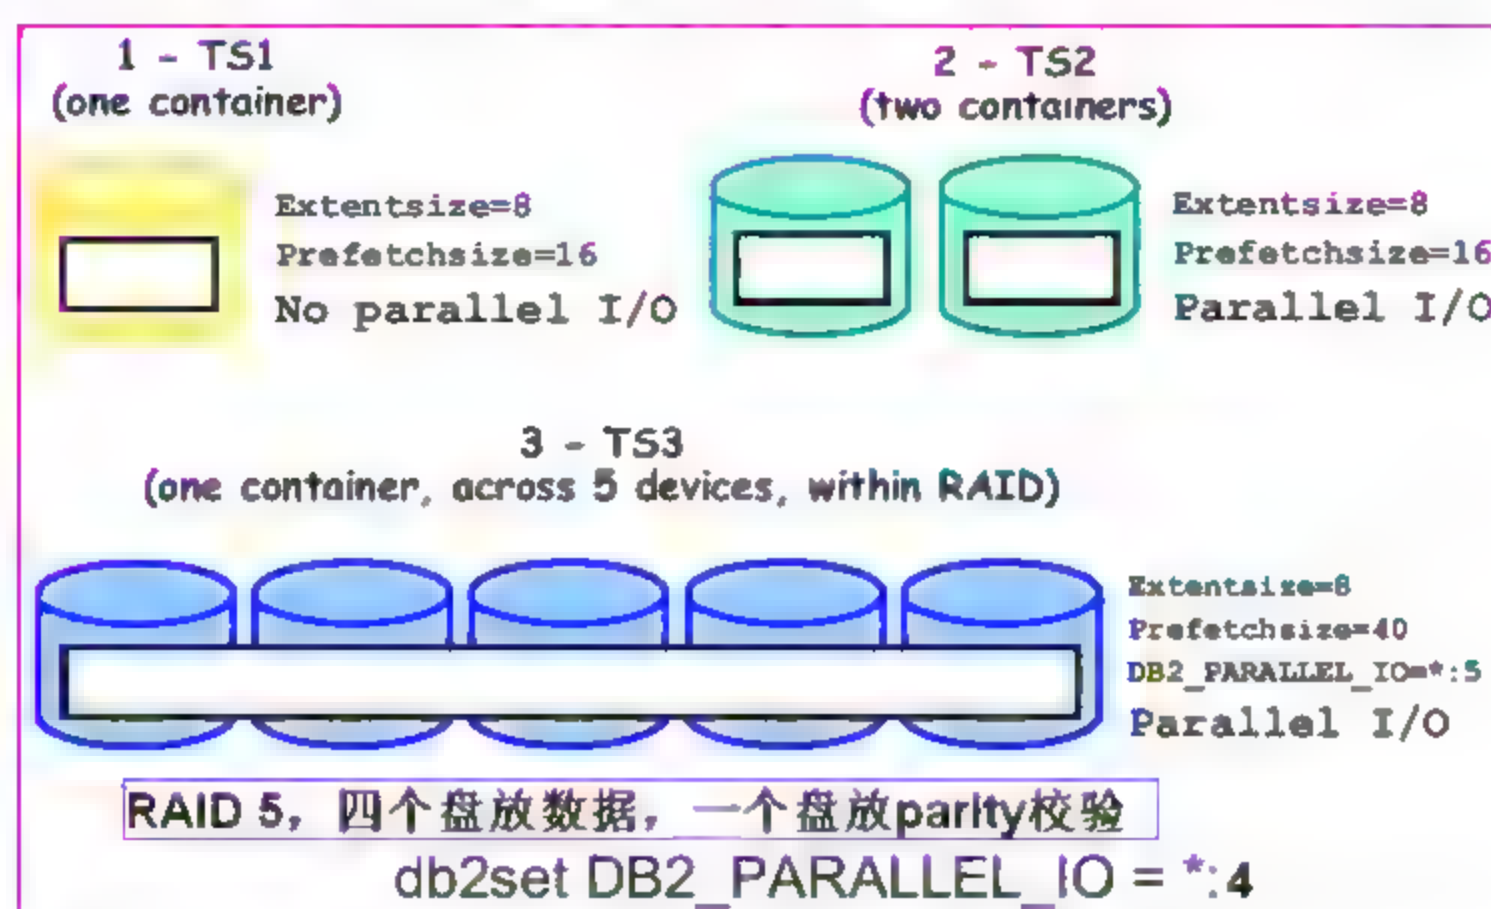 1 - TS1
(one container)
Extentsize=8
Prefetchsize=16
No parallel I/O
2 - TS2
(two containers)
Extentsize=8
Prefetchsize=16
Parallel I/O
3 - TS3
(one container, across 5 devices, within RAID)
Extentsize=8
Prefetchsize=40
DB2_PARALLEL_IO=*:5
Parallel I/O
RAID 5，四个盘放数据，一个盘放parity校验
db2set DB2_PARALLEL_IO = *:4